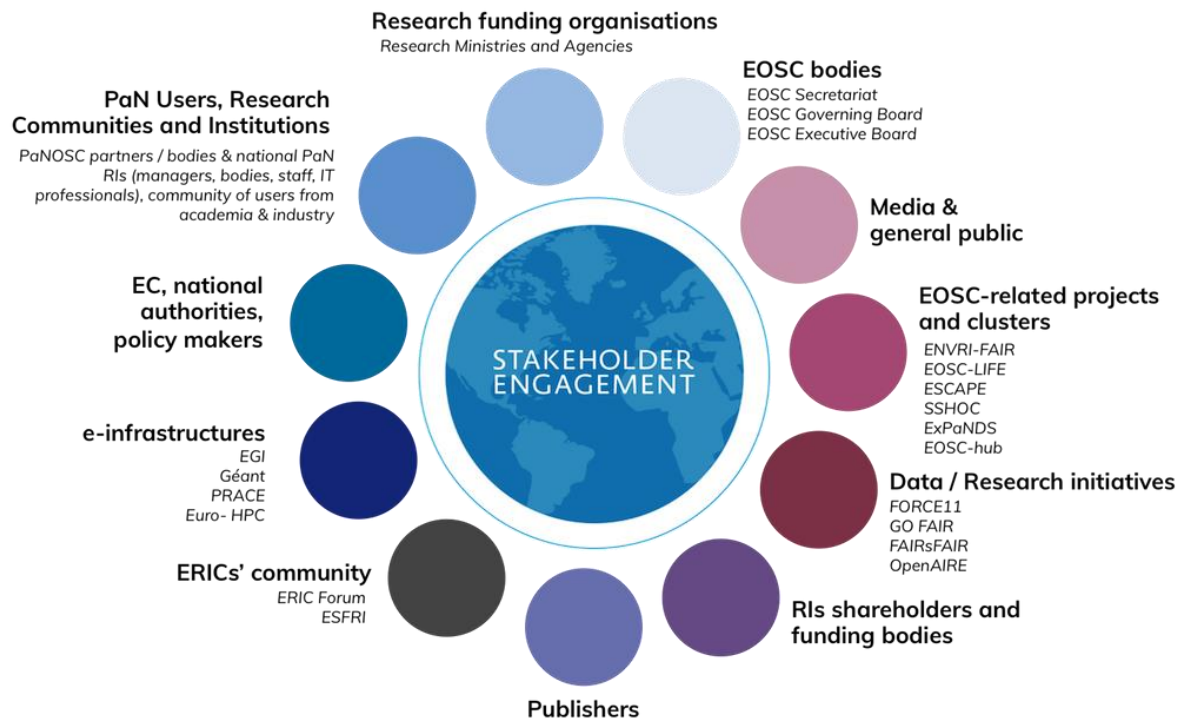 Research funding organisations
Research Ministries and Agencies
EOSC bodies
EOSC Secretariat
EOSC Governing Board
EOSC Executive Board
PaN Users, Research
Communities and Institutions
PaNOSC partners / bodies & national PaN
RIs (managers, bodies, staff, IT
professionals), community of users from
academia & industry
Media &
general public
EC, national
authorities,
policy makers
EOSC-related projects
and clusters
ENVRI-FAIR
EOSC-LIFE
ESCAPE
SSHOC
ExPaNDS
EOSC-hub
STAKEHOLDER
ENGAGEMENT
e-infrastructures
EGI
Géant
PRACE
Euro- HPC
Data / Research initiatives
FORCE11
GO FAIR
FAIRsFAIR
OpenAIRE
ERICs’ community
ERIC Forum
ESFRI
RIs shareholders and
funding bodies
Publishers